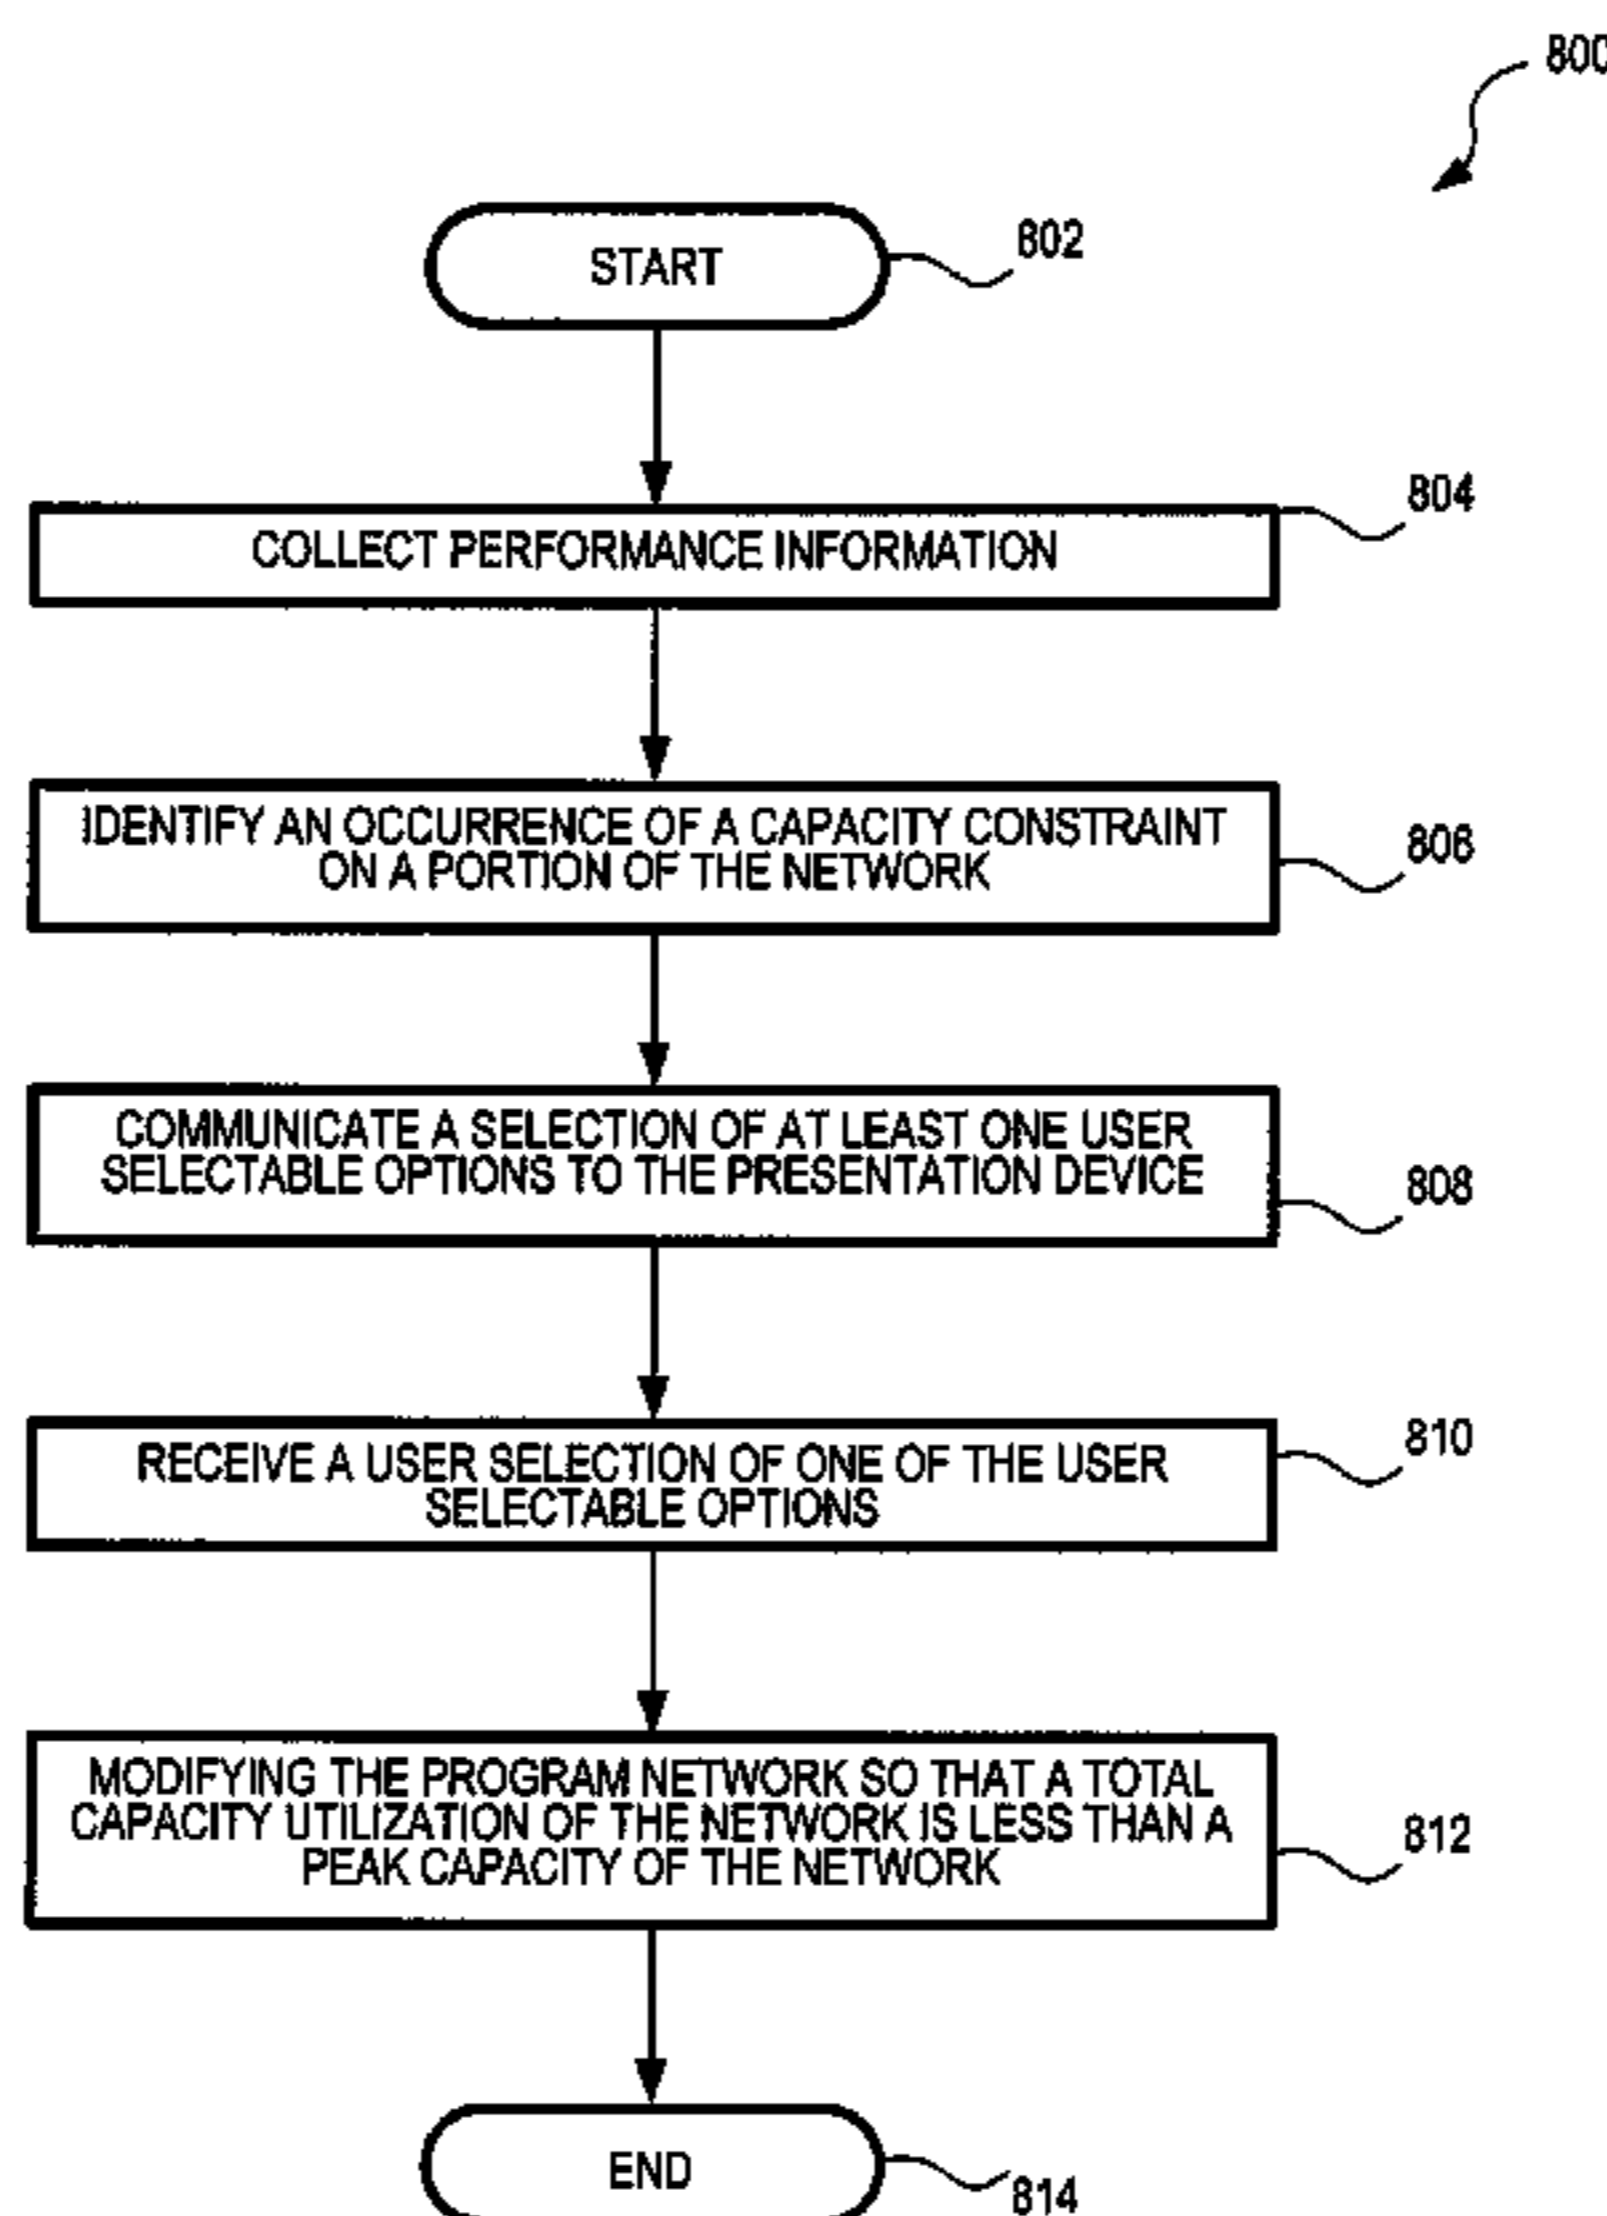 800
START
802
COLLECT PERFORMANCE INFORMATION
804
IDENTIFY AN OCCURRENCE OF A CAPACITY CONSTRAINT
ON A PORTION OF THE NETWORK
806
COMMUNICATE A SELECTION OF AT LEAST ONE USER
SELECTABLE OPTIONS TO THE PRESENTATION DEVICE
808
RECEIVE A USER SELECTION OF ONE OF THE USER
SELECTABLE OPTIONS
810
MODIFYING THE PROGRAM NETWORK SO THAT A TOTAL
CAPACITY UTILIZATION OF THE NETWORK IS LESS THAN A
PEAK CAPACITY OF THE NETWORK
812
END
814